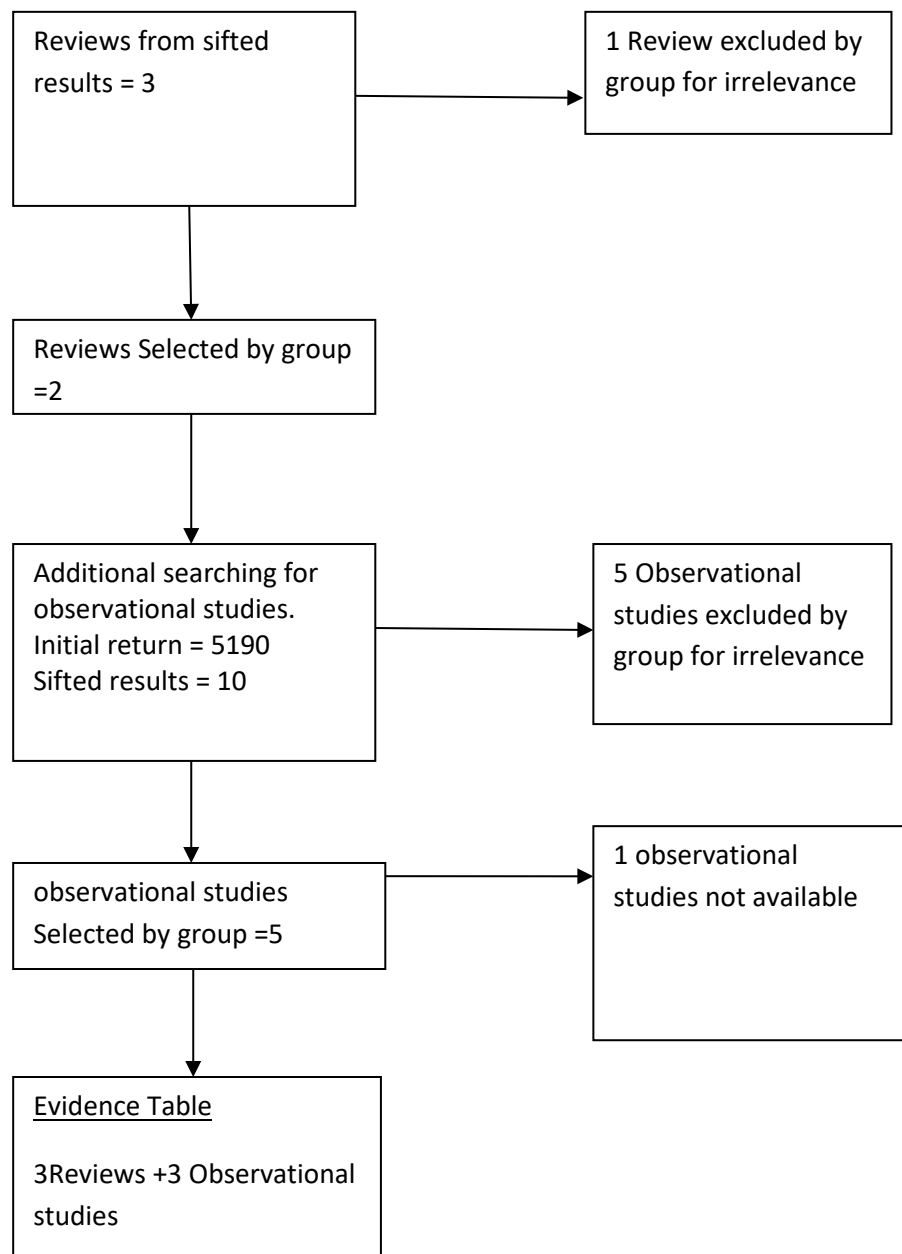 Reviews from sifted
results = 3
1 Review excluded by
group for irrelevance
Reviews Selected by group
=2
Additional searching for
observational studies.
Initial return = 5190
Sifted results = 10
5 Observational
studies excluded by
group for irrelevance
observational studies
Selected by group =5
1 observational
studies not available
Evidence Table
3Reviews +3 Observational
studies